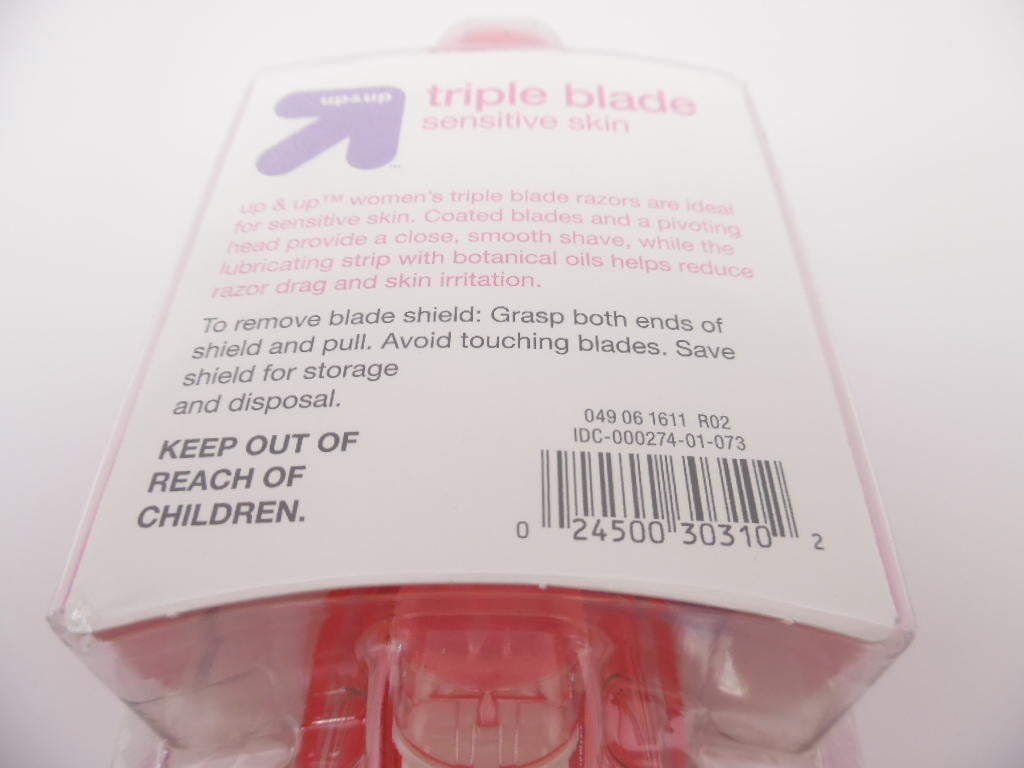 up&up
triple blade
sensitive skin
up & up™ women's triple blade razors are ideal
for sensitive skin. Coated blades and a pivoting
head provide a close, smooth shave, while the
lubricating strip with botanical oils helps reduce
razor drag and skin irritation.
To remove blade shield: Grasp both ends of
shield and pull. Avoid touching blades. Save
shield for storage
and disposal.
KEEP OUT OF
REACH OF
CHILDREN.
049 06 1611 R02
IDC-000274-01-073
0 24500 30310 2